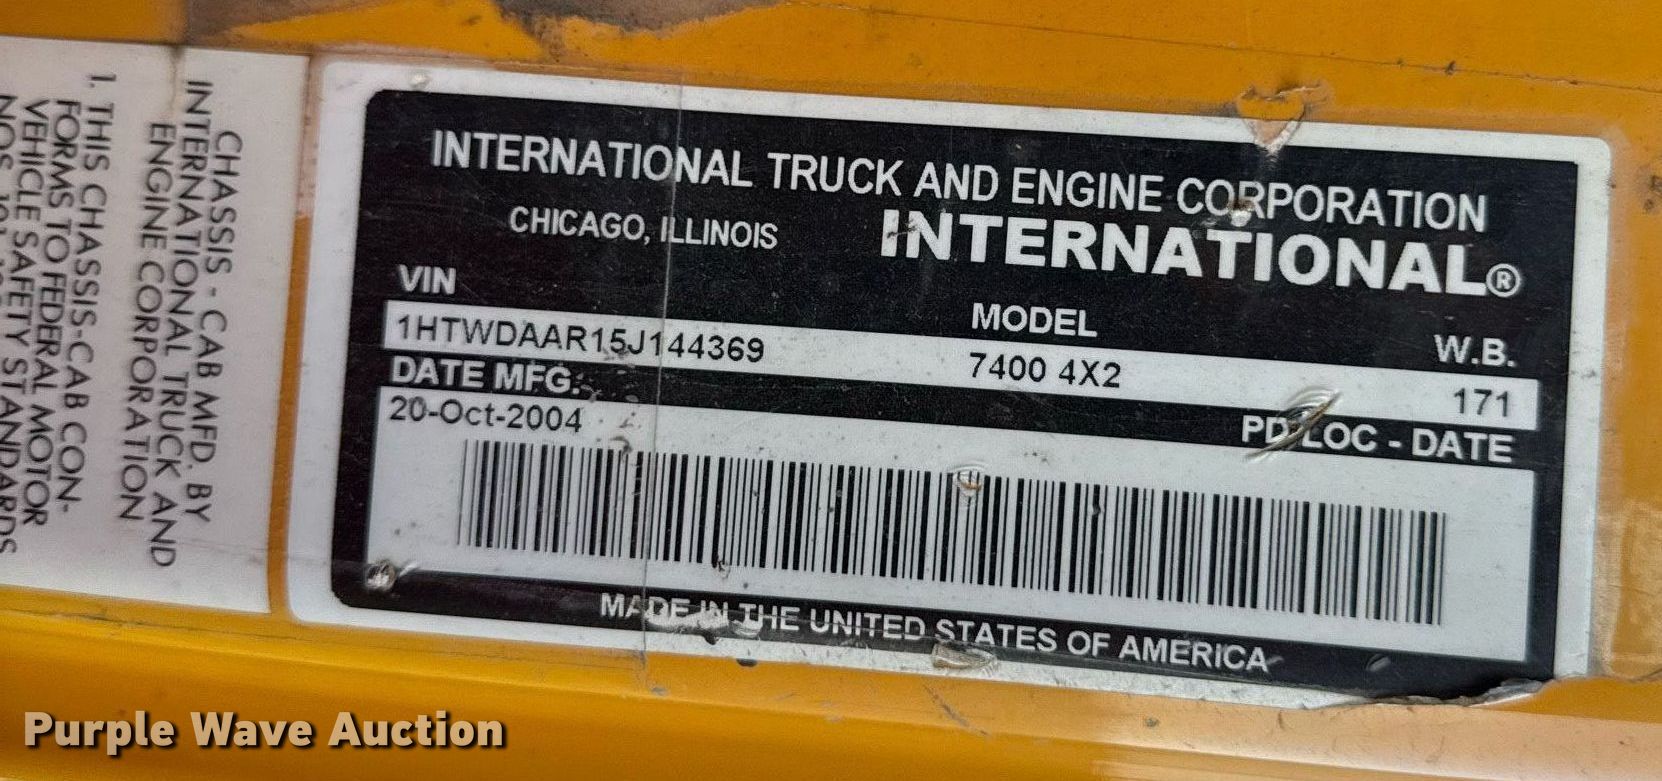 CHASSIS - CAB MFD. BY
INTERNATIONAL TRUCK AND
ENGINE CORPORATION
1. THIS CHASSIS-CAB CON-
FORMS TO FEDERAL MOTOR
VEHICLE SAFETY STANDARDS
NOS. 101,
INTERNATIONAL TRUCK AND ENGINE CORPORATION
CHICAGO, ILLINOIS
INTERNATIONAL®
VIN
MODEL
W.B.
1HTWDAAR15J144369
7400 4X2
171
DATE MFG.
PD LOC - DATE
20-Oct-2004
MADE IN THE UNITED STATES OF AMERICA
Purple Wave Auction